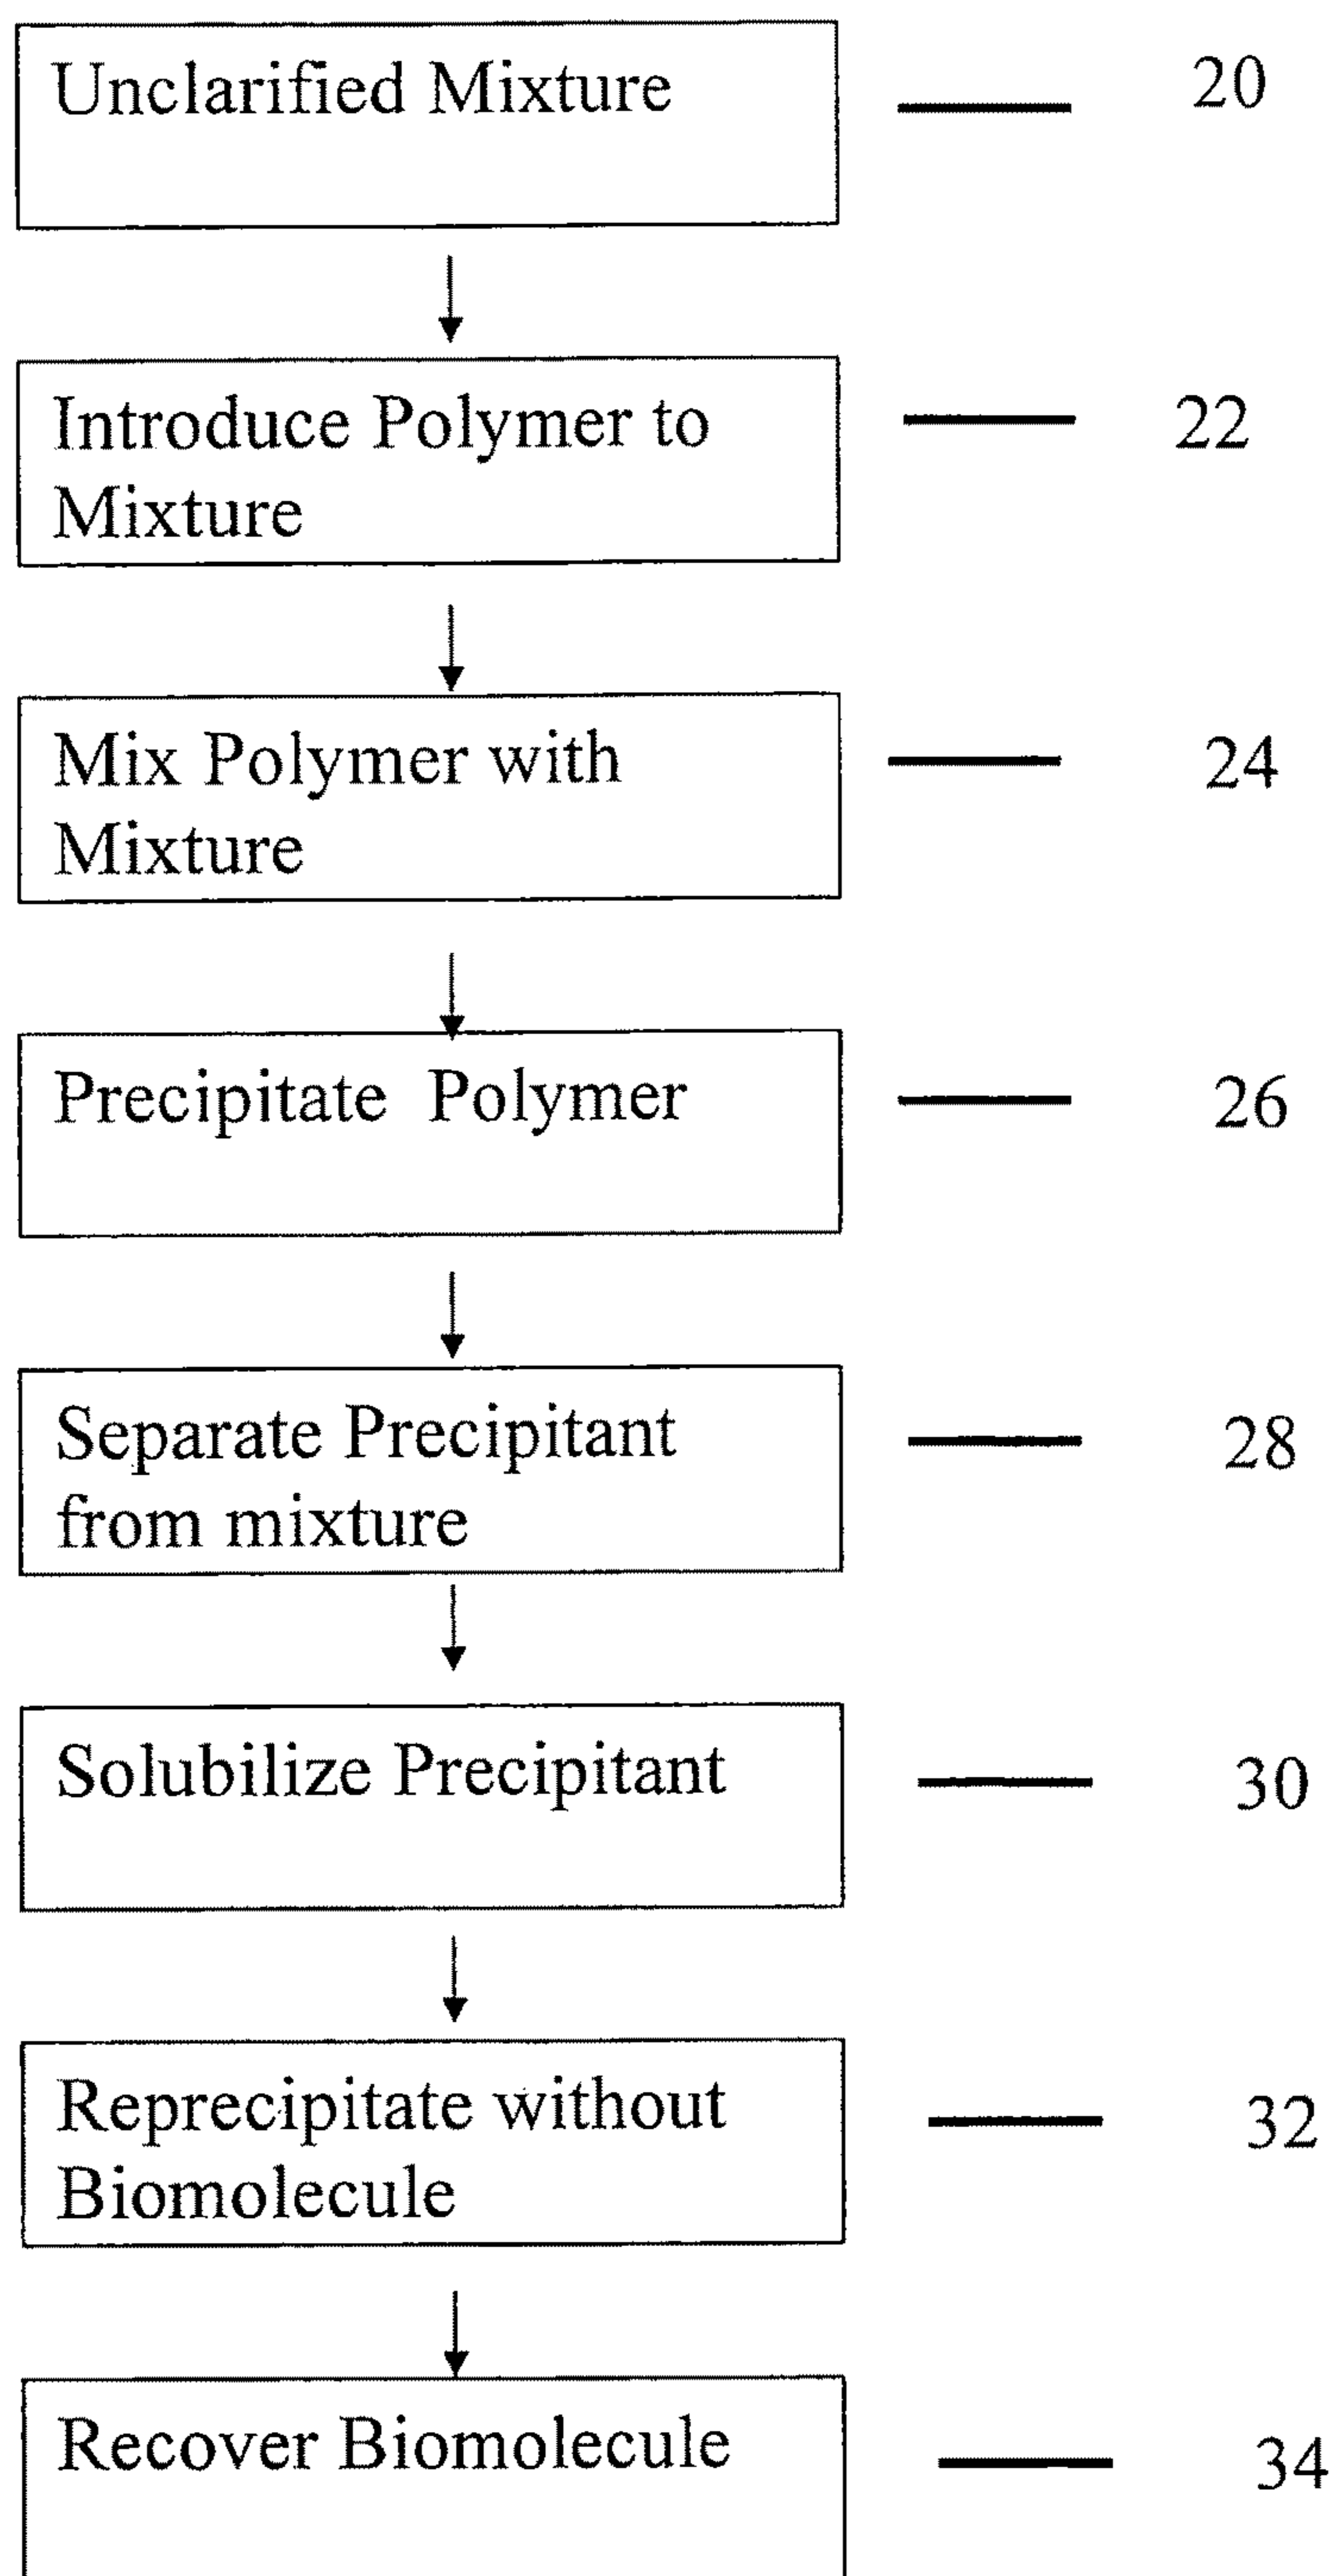 Unclarified Mixture
20
Introduce Polymer to
Mixture
22
Mix Polymer with
Mixture
24
Precipitate Polymer
26
Separate Precipitant
from mixture
28
Solubilize Precipitant
30
Reprecipitate without
Biomolecule
32
Recover Biomolecule
34